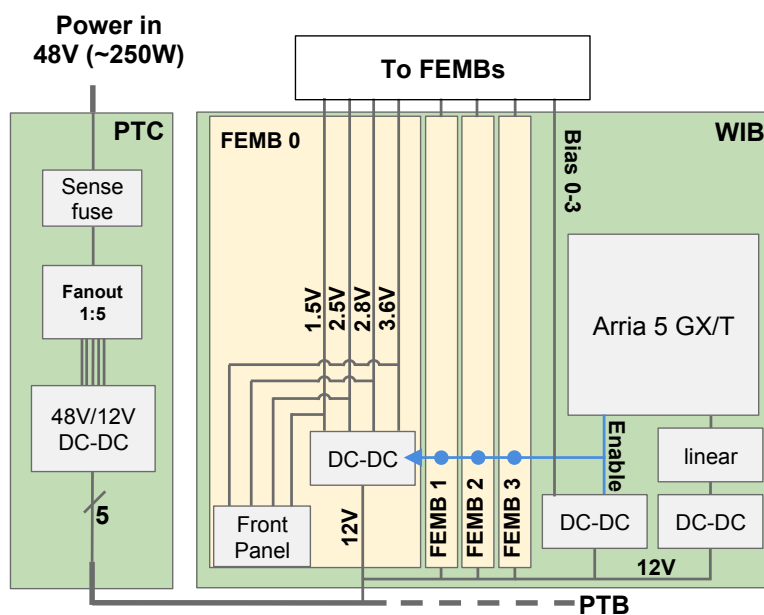 Power in
48V (~250W)
To FEMBs
PTC
FEMB 0
WIB
Sense
fuse
Bias 0-3
Fanout
1:5
1.5V
2.5V
2.8V
3.6V
Arria 5 GX/T
48V/12V
DC-DC
DC-DC
Enable
linear
5
Front
Panel
12V
FEMB 1
FEMB 2
FEMB 3
DC-DC
DC-DC
12V
PTB